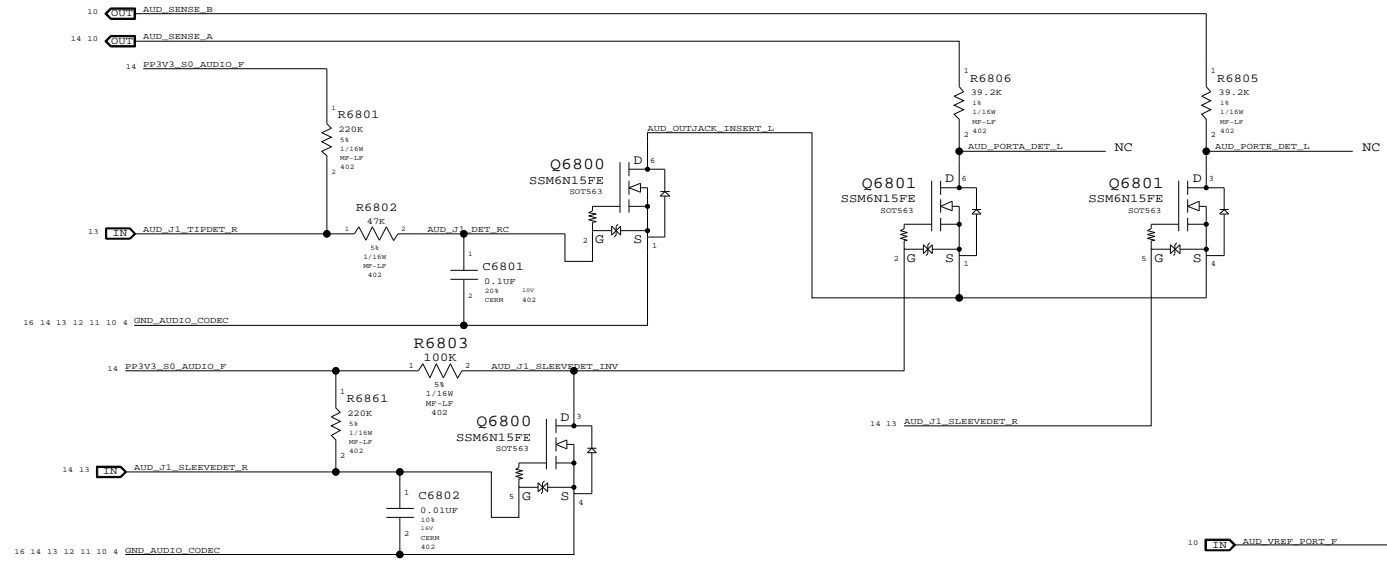 10 OUT AUD_SENSE_B
14 10 OUT AUD_SENSE_A
14 PP3V3_S0_AUDIO_F
1
R6801
220K
5%
1/16W
MF-LF
402
2
1
R6806
39.2K
1%
1/16W
MF-LF
402
2
1
R6805
39.2K
1%
1/16W
MF-LF
402
2
AUD_OUTJACK_INSERT_L
AUD_PORTA_DET_L NC
AUD_PORTE_DET_L NC
Q6800
SSM6N15FE
SOT563
D 6
2 G S 1
Q6801
SSM6N15FE
SOT563
D 6
2 G S 1
Q6801
SSM6N15FE
SOT563
D 3
5 G S 4
13 IN AUD_J1_TIPDET_R
R6802
47K
1 2
5%
1/16W
MF-LF
402
AUD_J1_DET_RC
1
C6801
0.1UF
20% 10V
CERM 402
2
16 14 13 12 11 10 4 GND_AUDIO_CODEC
R6803
100K
1 2
5%
1/16W
MF-LF
402
14 PP3V3_S0_AUDIO_F
AUD_J1_SLEEVEDET_INV
1
R6861
220K
5%
1/16W
MF-LF
402
2
Q6800
SSM6N15FE
SOT563
D 3
5 G S 4
14 13 AUD_J1_SLEEVEDET_R
14 13 IN AUD_J1_SLEEVEDET_R
1
C6802
0.01UF
10%
16V
CERM
402
2
16 14 13 12 11 10 4 GND_AUDIO_CODEC
10 IN AUD_VREF_PORT_F